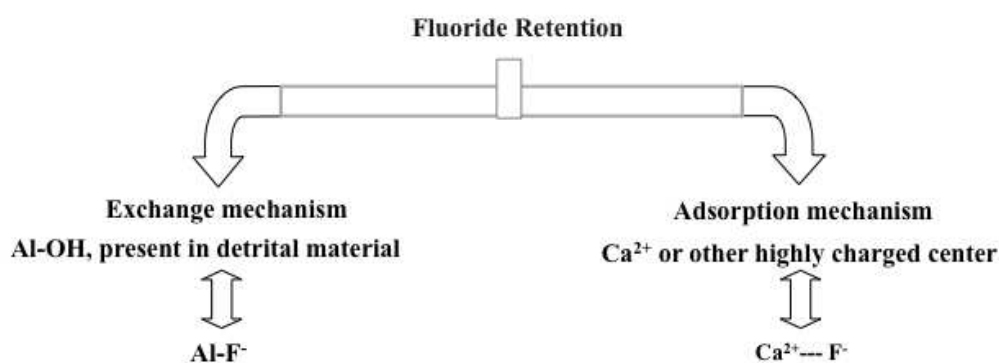 Fluoride Retention
Exchange mechanism
Al-OH, present in detrital material
Al-F⁻
Adsorption mechanism
Ca²⁺ or other highly charged center
Ca²⁺--- F⁻